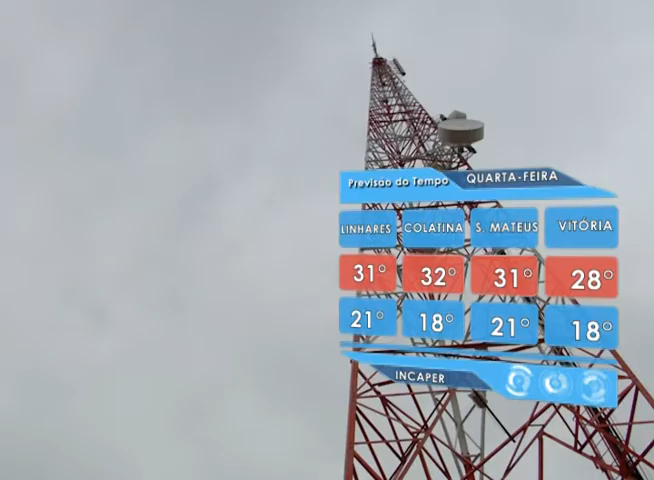 Previsão do Tempo QUARTA-FEIRA
LINHARES COLATINA S. MATEUS VITÓRIA
31° 32° 31° 28°
21° 18° 21° 18°
INCAPER